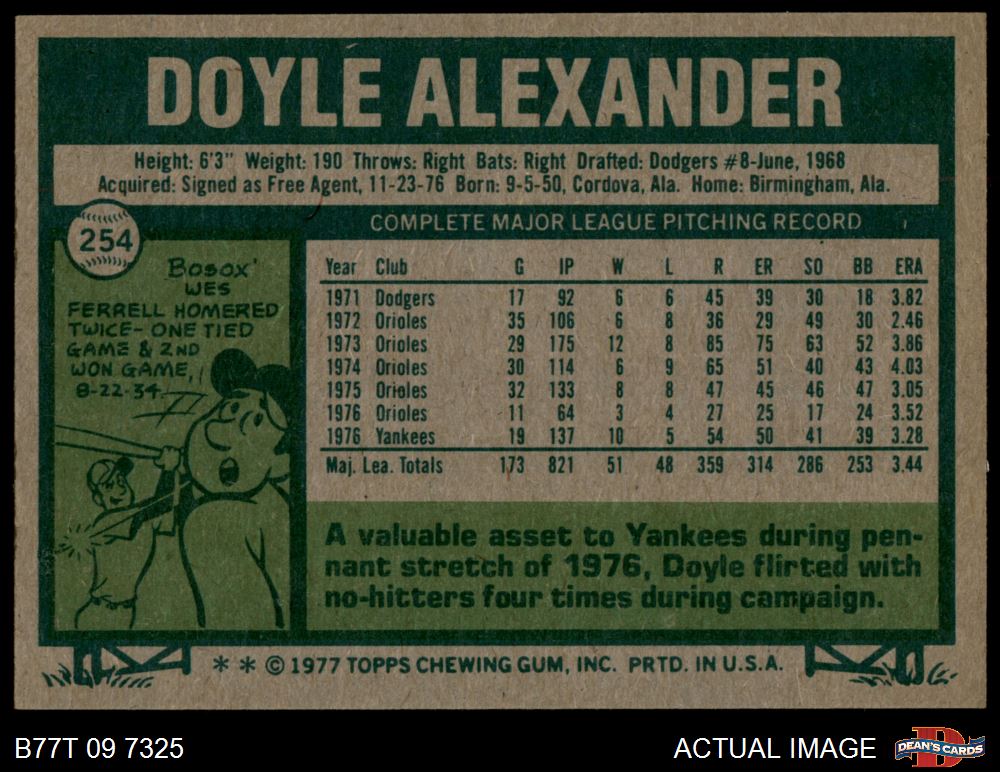 DOYLE ALEXANDER
Height: 6'3" Weight: 190 Throws: Right Bats: Right Drafted: Dodgers #8-June, 1968
Acquired: Signed as Free Agent, 11-23-76 Born: 9-5-50, Cordova, Ala. Home: Birmingham, Ala.
254
BOSOX'
WES
FERRELL HOMERED
TWICE- ONE TIED
GAME & 2ND
WON GAME,
8-22-34
COMPLETE MAJOR LEAGUE PITCHING RECORD
Year Club G IP W L R ER SO BB ERA
1971 Dodgers 17 92 6 6 45 39 30 18 3.82
1972 Orioles 35 106 6 8 36 29 49 30 2.46
1973 Orioles 29 175 12 8 85 75 63 52 3.86
1974 Orioles 30 114 6 9 65 51 40 43 4.03
1975 Orioles 32 133 8 8 47 45 46 47 3.05
1976 Orioles 11 64 3 4 27 25 17 24 3.52
1976 Yankees 19 137 10 5 54 50 41 39 3.28
Maj. Lea. Totals 173 821 51 48 359 314 286 253 3.44
A valuable asset to Yankees during pen-
nant stretch of 1976, Doyle flirted with
no-hitters four times during campaign.
* * © 1977 TOPPS CHEWING GUM, INC. PRTD. IN U.S.A.
B77T 09 7325
ACTUAL IMAGE
D
DEAN'S CARDS